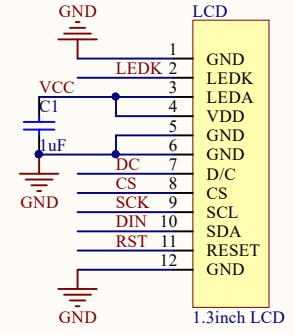 GND LCD
1 GND
LEDK 2 LEDK
VCC 3 LEDA
C1 4 VDD
5 GND
1uF 6 GND
DC 7 D/C
CS 8 CS
GND SCK 9 SCL
DIN 10 SDA
RST 11 RESET
12 GND
GND 1.3inch LCD